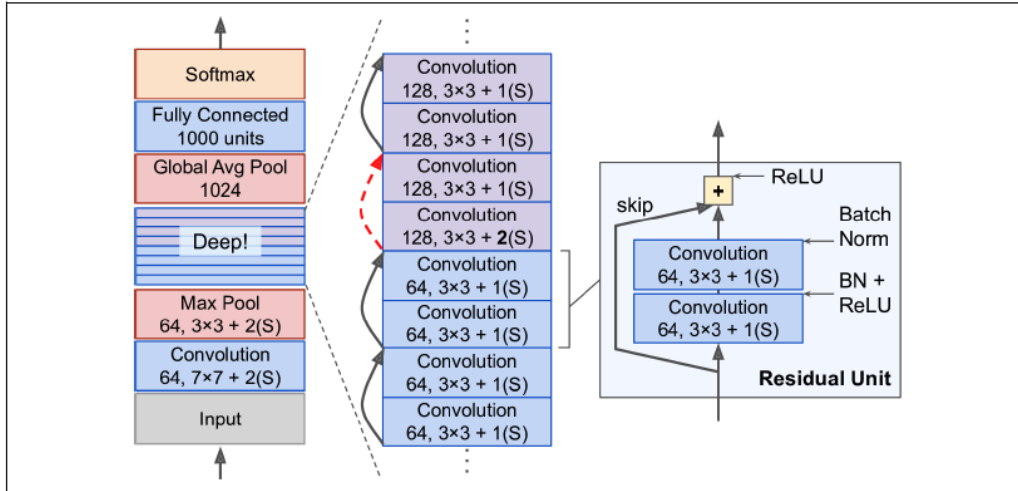 Softmax
Fully Connected
1000 units
Global Avg Pool
1024
Deep!
Max Pool
64, 3×3 + 2(S)
Convolution
64, 7×7 + 2(S)
Input
Convolution
128, 3×3 + 1(S)
Convolution
128, 3×3 + 1(S)
Convolution
128, 3×3 + 1(S)
Convolution
128, 3×3 + 2(S)
Convolution
64, 3×3 + 1(S)
Convolution
64, 3×3 + 1(S)
Convolution
64, 3×3 + 1(S)
Convolution
64, 3×3 + 1(S)
ReLU
+
skip
Batch
Norm
Convolution
64, 3×3 + 1(S)
BN +
ReLU
Convolution
64, 3×3 + 1(S)
Residual Unit